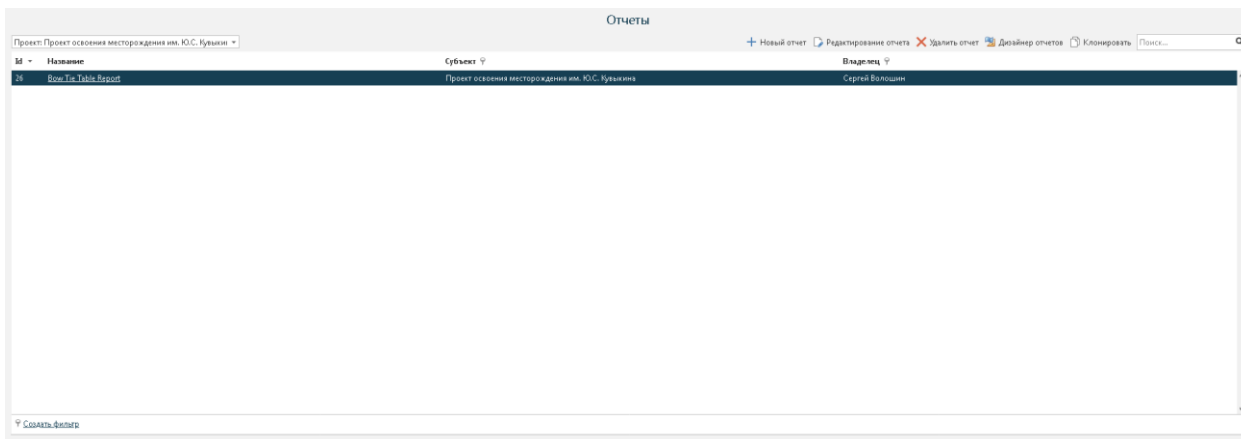 Отчеты
Проект: Проект освоения месторождения им. Ю.С. Кувыкин
Новый отчет Редактирование отчета Удалить отчет Дизайнер отчетов Клонировать Поиск...
Id Название Субъект Владелец
26 Bow Tie Table Report Проект освоения месторождения им. Ю.С. Кувыкина Сергей Волошин
Создать фильтр